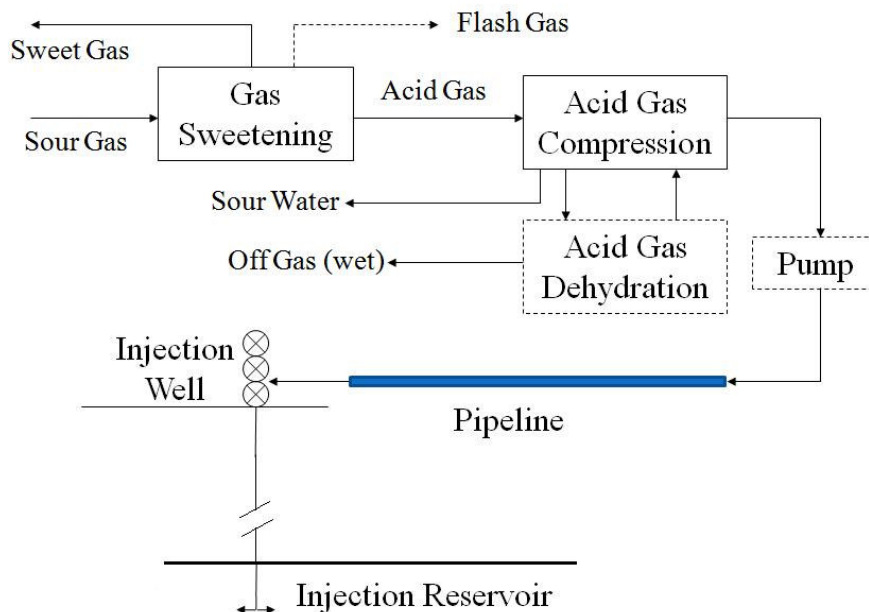 Flash Gas
Sweet Gas
Gas
Sweetening
Acid Gas
Acid Gas
Compression
Sour Gas
Sour Water
Off Gas (wet)
Acid Gas
Dehydration
Pump
Injection
Well
Pipeline
Injection Reservoir